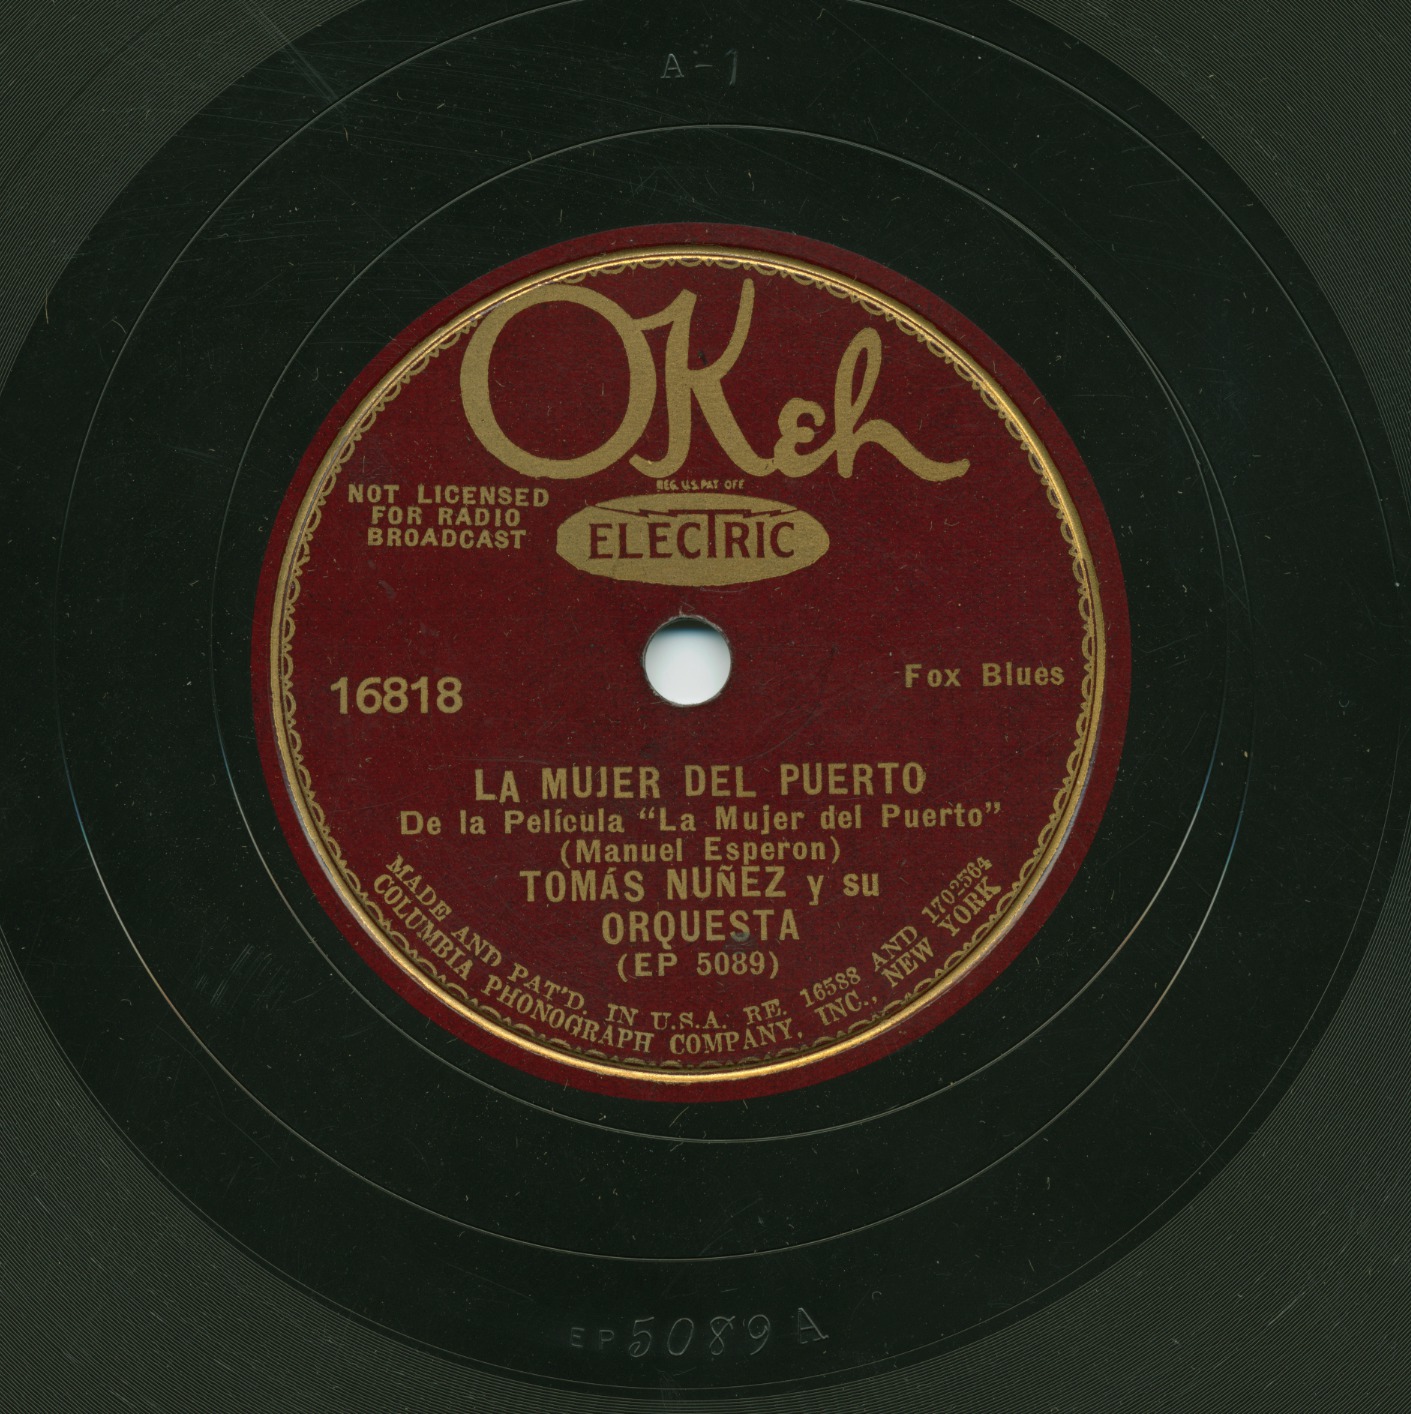 A-1
OKeh
REG. U.S. PAT OFF
NOT LICENSED
FOR RADIO
BROADCAST
ELECTRIC
16818
Fox Blues
LA MUJER DEL PUERTO
De la Película “La Mujer del Puerto”
(Manuel Esperon)
TOMÁS NUÑEZ y su
ORQUESTA
(EP 5089)
MADE AND PAT'D. IN U.S.A. RE. 16588 AND 1702564
COLUMBIA PHONOGRAPH COMPANY, INC., NEW YORK
EP 5089 A